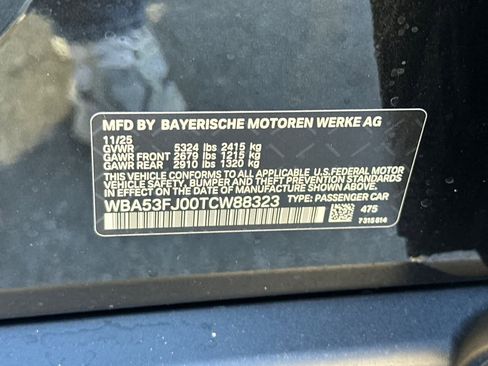 MFD BY BAYERISCHE MOTOREN WERKE AG
11/25
GVWR 5324 lbs 2415 kg
GAWR FRONT 2679 lbs 1215 kg
GAWR REAR 2910 lbs 1320 kg
THIS VEHICLE CONFORMS TO ALL APPLICABLE U.S.FEDERAL MOTOR
VEHICLE SAFETY, BUMPER, AND THEFT PREVENTION STANDARDS
IN EFFECT ON THE DATE OF MANUFACTURE SHOWN ABOVE.
WBA53FJ00TCW88323 TYPE: PASSENGER CAR
475
7315614